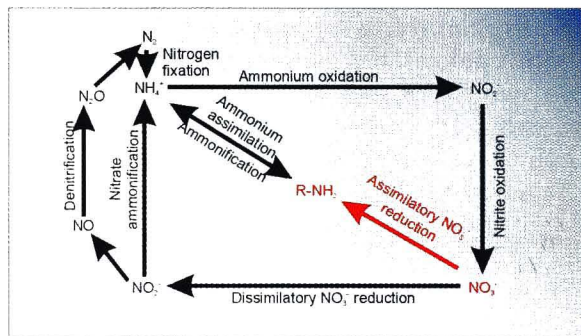 N₂
Nitrogen
fixation
N₂O
NH₄⁺
Ammonium oxidation
NO₂⁻
Ammonium
assimilation
Ammonification
Denitrification
Nitrate
ammonification
R-NH₂
Assimilatory NO₃⁻
reduction
Nitrite oxidation
NO
NO₂⁻
Dissimilatory NO₃⁻ reduction
NO₃⁻